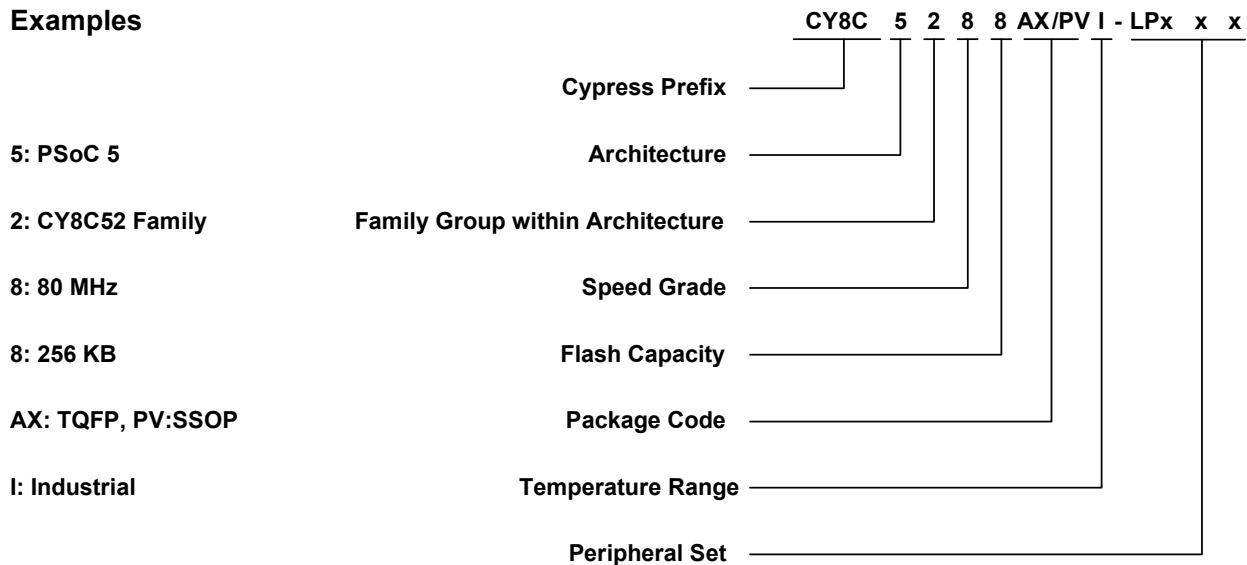 Examples CY8C 5 2 8 8 AX/PV I - LPx x x
Cypress Prefix
5: PSoC 5 Architecture
2: CY8C52 Family Family Group within Architecture
8: 80 MHz Speed Grade
8: 256 KB Flash Capacity
AX: TQFP, PV:SSOP Package Code
I: Industrial Temperature Range
Peripheral Set